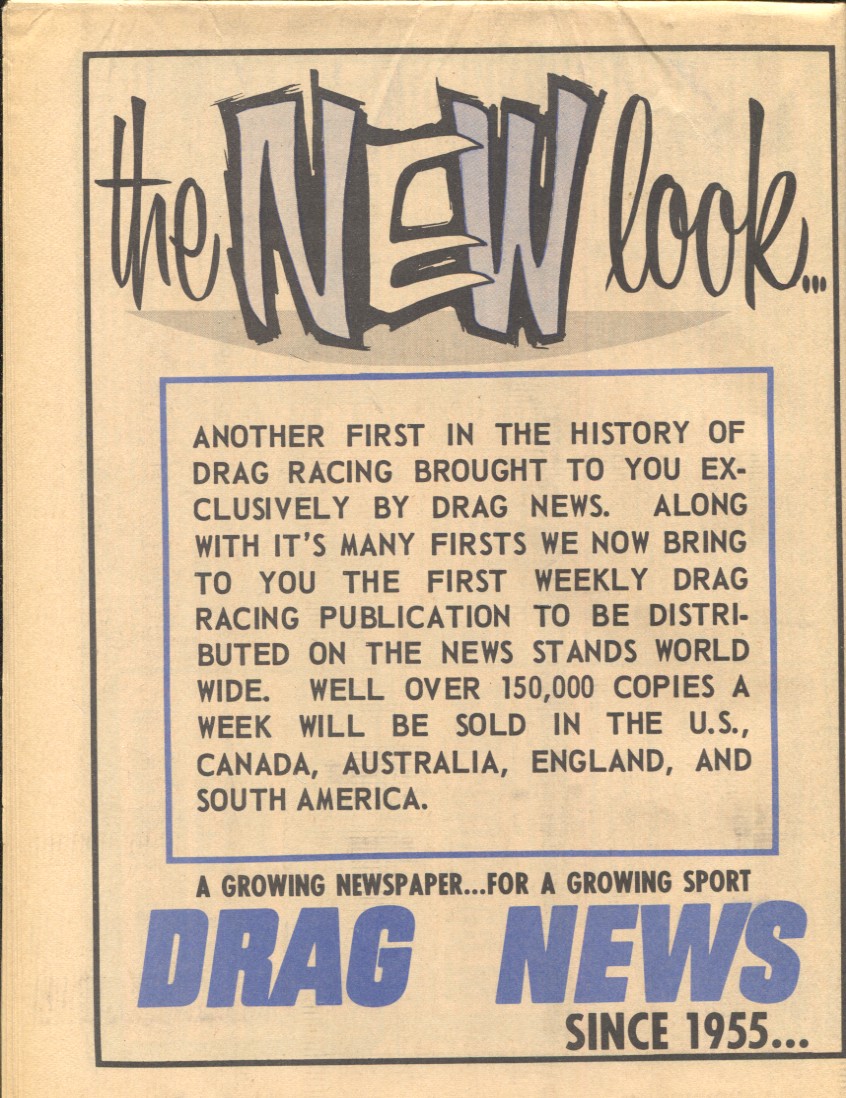 the NEW look...
ANOTHER FIRST IN THE HISTORY OF
DRAG RACING BROUGHT TO YOU EX-
CLUSIVELY BY DRAG NEWS. ALONG
WITH IT'S MANY FIRSTS WE NOW BRING
TO YOU THE FIRST WEEKLY DRAG
RACING PUBLICATION TO BE DISTRI-
BUTED ON THE NEWS STANDS WORLD
WIDE. WELL OVER 150,000 COPIES A
WEEK WILL BE SOLD IN THE U.S.,
CANADA, AUSTRALIA, ENGLAND, AND
SOUTH AMERICA.
A GROWING NEWSPAPER...FOR A GROWING SPORT
DRAG NEWS
SINCE 1955...